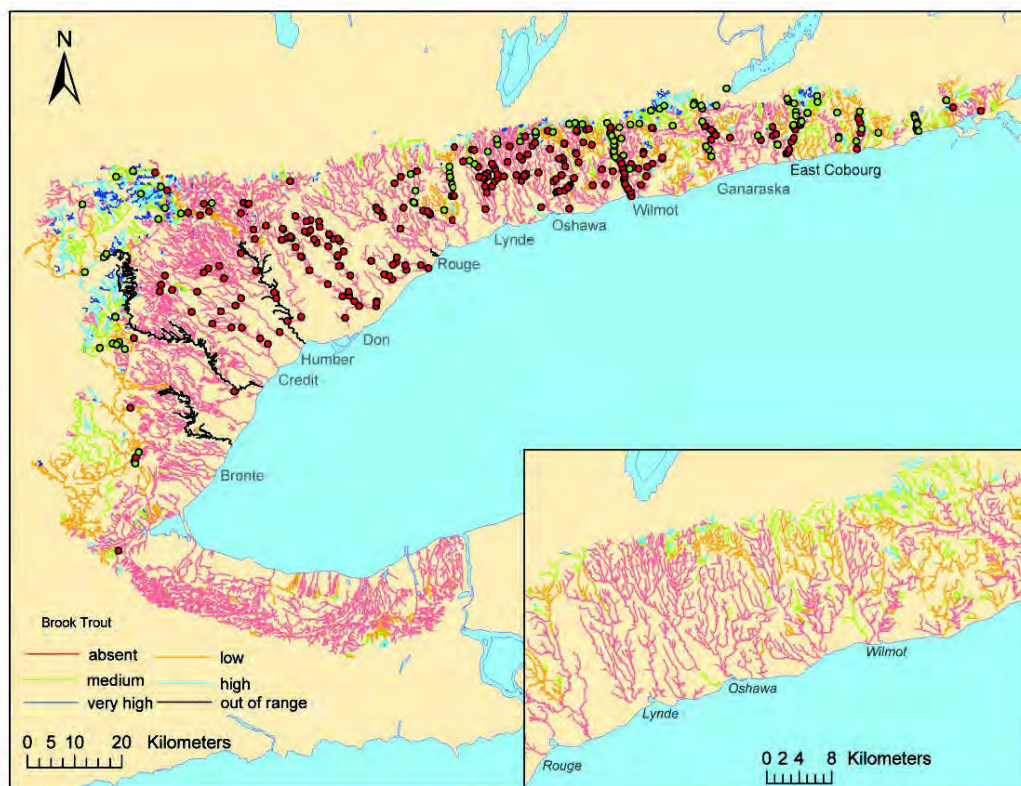 N
East Cobourg
Ganaraska
Wilmot
Oshawa
Lynde
Rouge
Don
Humber
Credit
Bronte
Brook Trout
absent low
medium high
very high out of range
0 5 10 20 Kilometers
Wilmot
Oshawa
Lynde
Rouge
0 2 4 8 Kilometers